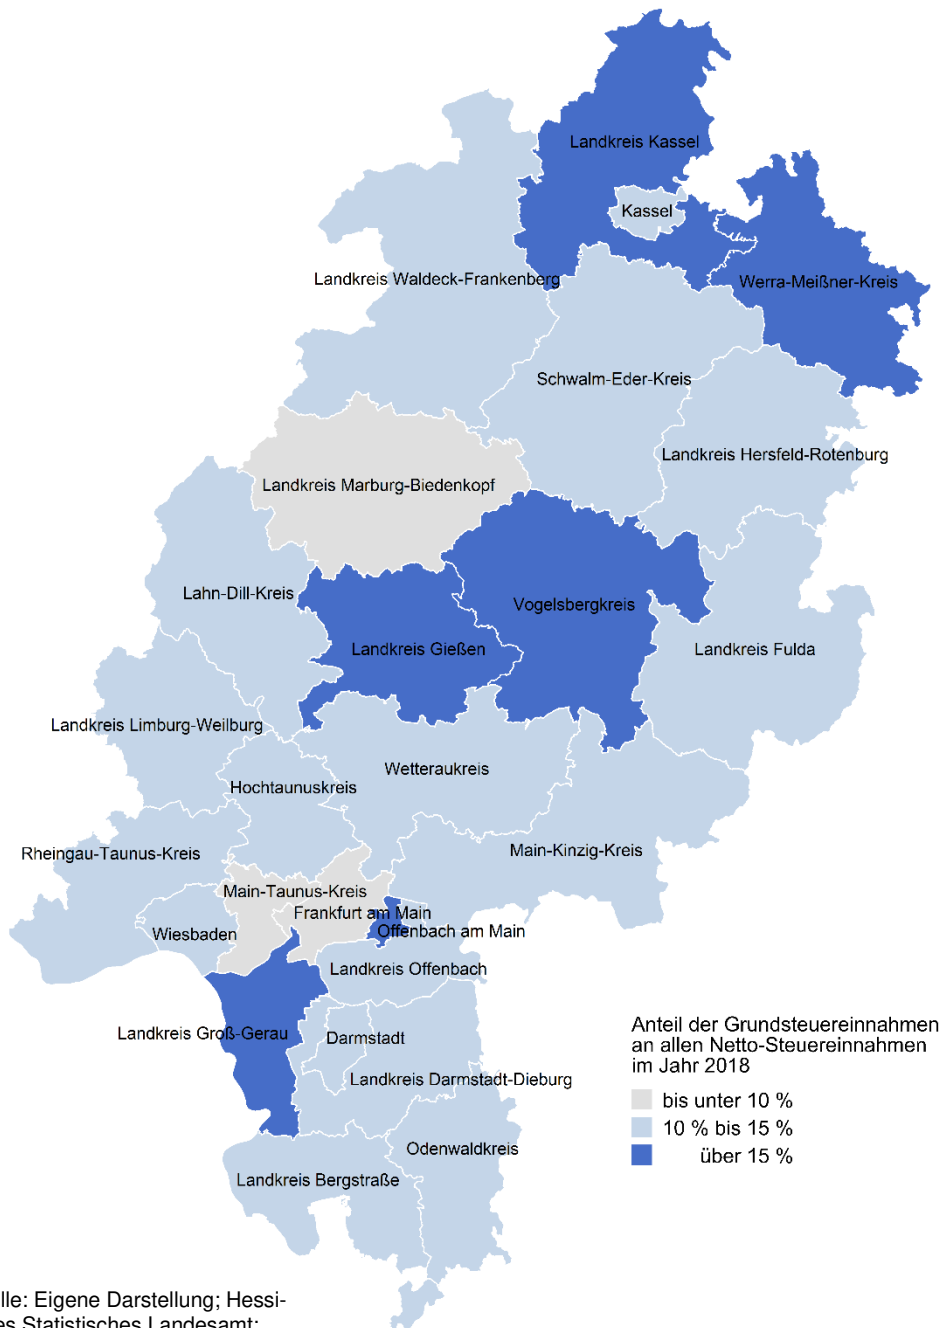 Landkreis Kassel
Kassel
Landkreis Waldeck-Frankenberg
Werra-Meißner-Kreis
Schwalm-Eder-Kreis
Landkreis Hersfeld-Rotenburg
Landkreis Marburg-Biedenkopf
Lahn-Dill-Kreis
Vogelsbergkreis
Landkreis Gießen
Landkreis Fulda
Landkreis Limburg-Weilburg
Wetteraukreis
Hochtaunuskreis
Rheingau-Taunus-Kreis
Main-Kinzig-Kreis
Main-Taunus-Kreis
Frankfurt am Main
Wiesbaden
Offenbach am Main
Landkreis Offenbach
Landkreis Groß-Gerau
Darmstadt
Landkreis Darmstadt-Dieburg
Odenwaldkreis
Landkreis Bergstraße
Anteil der Grundsteuereinnahmen
an allen Netto-Steuereinnahmen
im Jahr 2018
bis unter 10 %
10 % bis 15 %
über 15 %
lle: Eigene Darstellung; Hessi-
es Statistisches Landesamt;